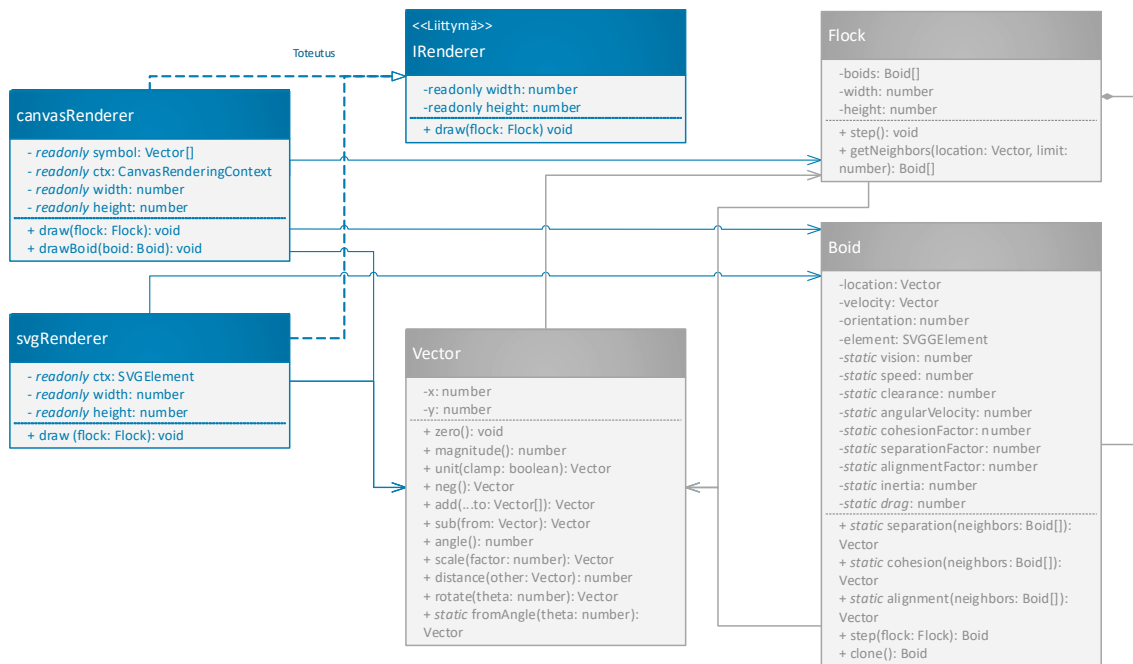 Toteutus
<<Liittymä>>
IRenderer
-readonly width: number
-readonly height: number
+ draw(flock: Flock) void
Flock
-boids: Boid[]
-width: number
-height: number
+ step(): void
+ getNeighbors(location: Vector, limit:
number): Boid[]
canvasRenderer
- readonly symbol: Vector[]
- readonly ctx: CanvasRenderingContext
- readonly width: number
- readonly height: number
+ draw(flock: Flock): void
+ drawBoid(boid: Boid): void
svgRenderer
- readonly ctx: SVGElement
- readonly width: number
- readonly height: number
+ draw (flock: Flock): void
Vector
-x: number
-y: number
+ zero(): void
+ magnitude(): number
+ unit(clamp: boolean): Vector
+ neg(): Vector
+ add(...to: Vector[]): Vector
+ sub(from: Vector): Vector
+ angle(): number
+ scale(factor: number): Vector
+ distance(other: Vector): number
+ rotate(theta: number): Vector
+ static fromAngle(theta: number):
Vector
Boid
-location: Vector
-velocity: Vector
-orientation: number
-element: SVGGElement
-static vision: number
-static speed: number
-static clearance: number
-static angularVelocity: number
-static cohesionFactor: number
-static separationFactor: number
-static alignmentFactor: number
-static inertia: number
-static drag: number
+ static separation(neighbors: Boid[]):
Vector
+ static cohesion(neighbors: Boid[]):
Vector
+ static alignment(neighbors: Boid[]):
Vector
+ step(flock: Flock): Boid
+ clone(): Boid